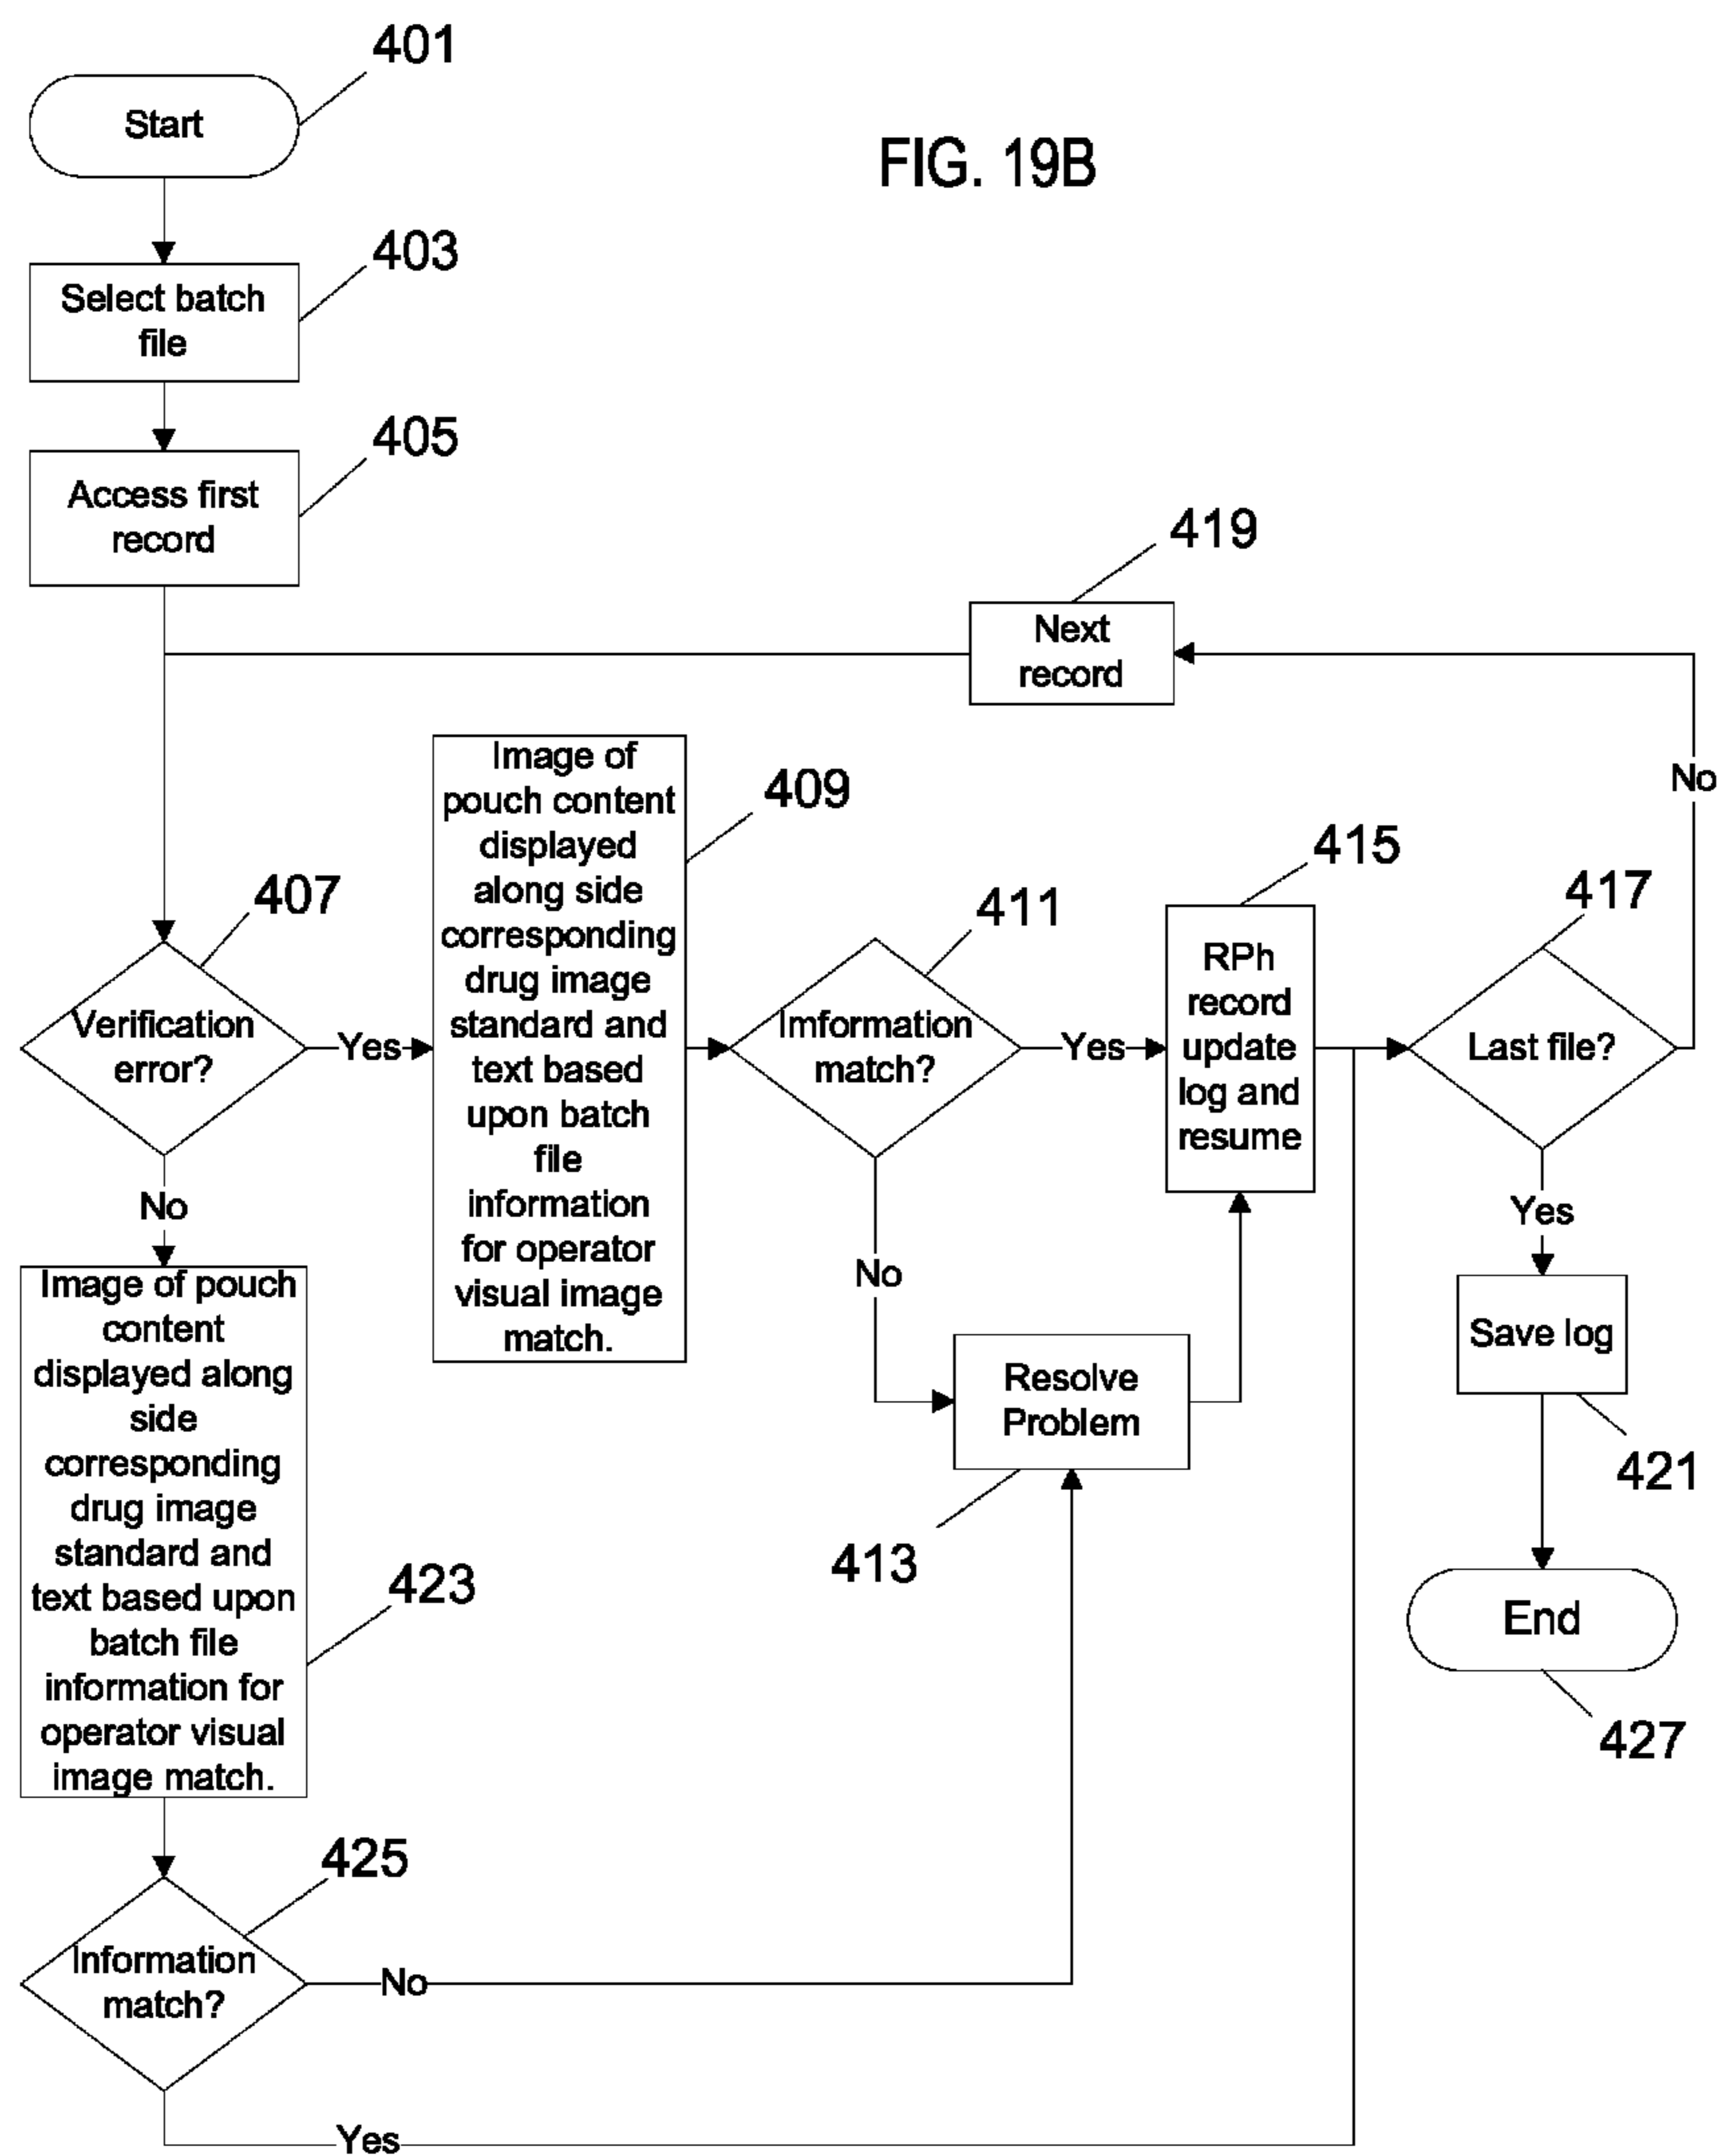 401
Start
FIG. 19B
403
Select batch
file
405
Access first
record
419
Next
record
No
Image of
pouch content
displayed
along side
corresponding
drug image
standard and
text based
upon batch
file
information
for operator
visual image
match.
409
407
Verification
error?
Yes
411
Imformation
match?
Yes
415
RPh
record
update
log and
resume
417
Last file?
No
No
Yes
Image of pouch
content
displayed along
side
corresponding
drug image
standard and
text based upon
batch file
information for
operator visual
image match.
423
Resolve
Problem
413
Save log
421
End
427
425
Information
match?
No
Yes